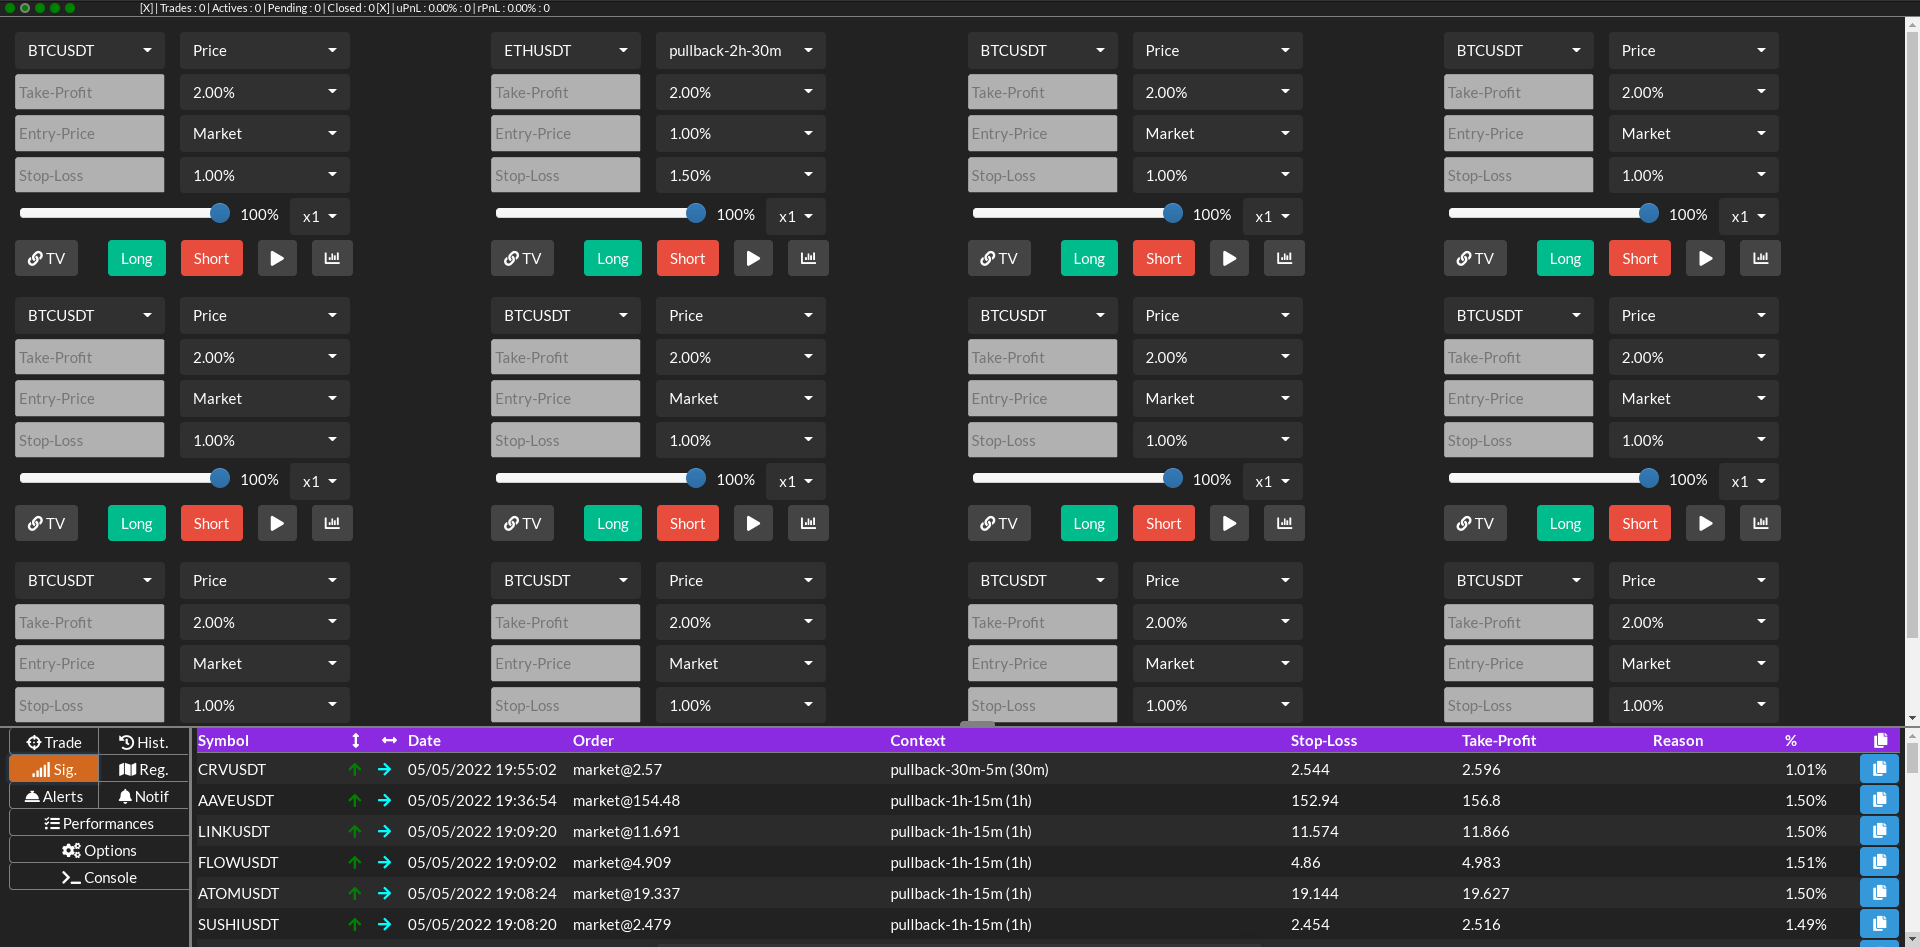 [X] | Trades : 0 | Actives : 0 | Pending : 0 | Closed : 0 [X] | uPnL : 0.00% : 0 | rPnL : 0.00% : 0
BTCUSDT Price ETHUSDT pullback-2h-30m BTCUSDT Price BTCUSDT Price
Take-Profit 2.00% Take-Profit 2.00% Take-Profit 2.00% Take-Profit 2.00%
Entry-Price Market Entry-Price 1.00% Entry-Price Market Entry-Price Market
Stop-Loss 1.00% Stop-Loss 1.50% Stop-Loss 1.00% Stop-Loss 1.00%
100% x1 100% x1 100% x1 100% x1
TV Long Short TV Long Short TV Long Short TV Long Short
BTCUSDT Price BTCUSDT Price BTCUSDT Price BTCUSDT Price
Take-Profit 2.00% Take-Profit 2.00% Take-Profit 2.00% Take-Profit 2.00%
Entry-Price Market Entry-Price Market Entry-Price Market Entry-Price Market
Stop-Loss 1.00% Stop-Loss 1.00% Stop-Loss 1.00% Stop-Loss 1.00%
100% x1 100% x1 100% x1 100% x1
TV Long Short TV Long Short TV Long Short TV Long Short
BTCUSDT Price BTCUSDT Price BTCUSDT Price BTCUSDT Price
Take-Profit 2.00% Take-Profit 2.00% Take-Profit 2.00% Take-Profit 2.00%
Entry-Price Market Entry-Price Market Entry-Price Market Entry-Price Market
Stop-Loss 1.00% Stop-Loss 1.00% Stop-Loss 1.00% Stop-Loss 1.00%
Trade Hist.
Sig. Reg.
Alerts Notif
Performances
Options
Console
Symbol Date Order Context Stop-Loss Take-Profit Reason %
CRVUSDT 05/05/2022 19:55:02 market@2.57 pullback-30m-5m (30m) 2.544 2.596 1.01%
AAVEUSDT 05/05/2022 19:36:54 market@154.48 pullback-1h-15m (1h) 152.94 156.8 1.50%
LINKUSDT 05/05/2022 19:09:20 market@11.691 pullback-1h-15m (1h) 11.574 11.866 1.50%
FLOWUSDT 05/05/2022 19:09:02 market@4.909 pullback-1h-15m (1h) 4.86 4.983 1.51%
ATOMUSDT 05/05/2022 19:08:24 market@19.337 pullback-1h-15m (1h) 19.144 19.627 1.50%
SUSHIUSDT 05/05/2022 19:08:20 market@2.479 pullback-1h-15m (1h) 2.454 2.516 1.49%